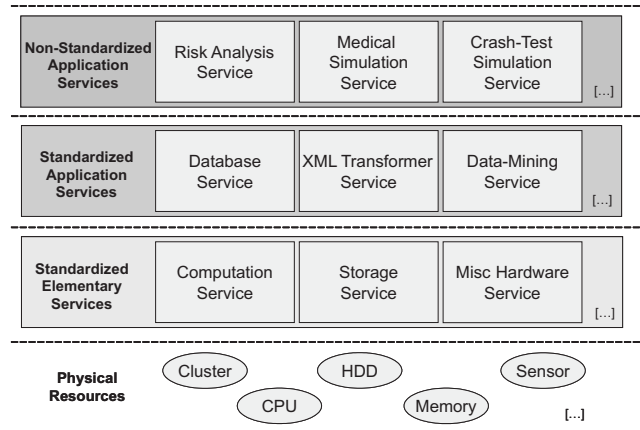 Non-Standardized
Application
Services
Risk Analysis
Service
Medical
Simulation
Service
Crash-Test
Simulation
Service
[...]
Standardized
Application
Services
Database
Service
XML Transformer
Service
Data-Mining
Service
[...]
Standardized
Elementary
Services
Computation
Service
Storage
Service
Misc Hardware
Service
[...]
Physical
Resources
Cluster
HDD
Sensor
CPU
Memory
[...]